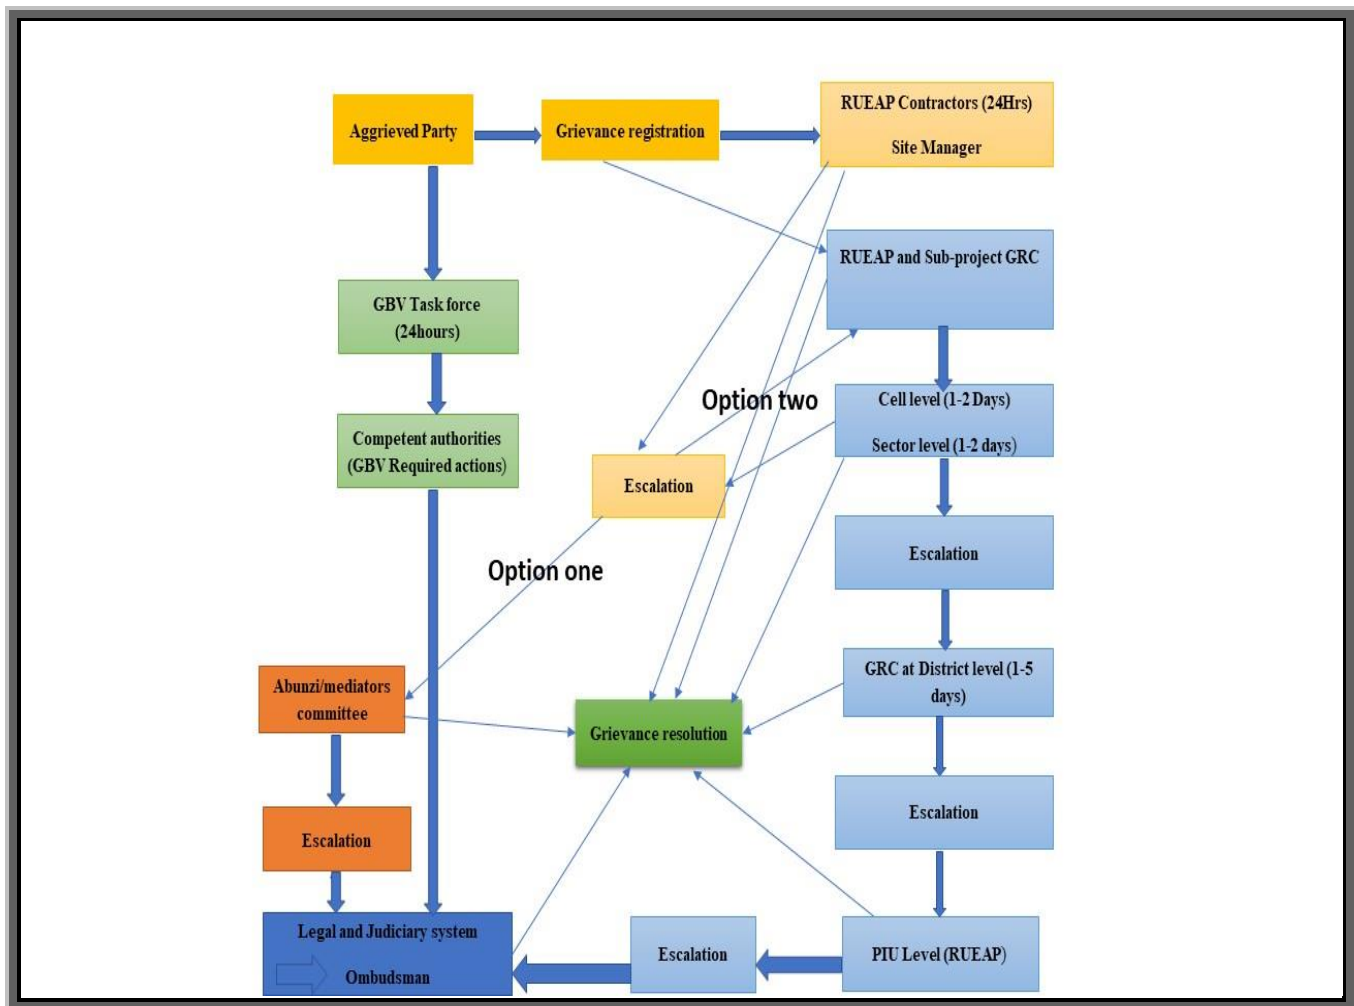 Aggrieved Party
Grievance registration
RUEAP Contractors (24Hrs)
Site Manager
RUEAP and Sub-project GRC
GBV Task force
(24hours)
Option two
Cell level (1-2 Days)
Sector level (1-2 days)
Competent authorities
(GBV Required actions)
Escalation
Escalation
Option one
Abunzi/mediators
committee
GRC at District level (1-5
days)
Grievance resolution
Escalation
Escalation
Legal and Judiciary system
Ombudsman
Escalation
PIU Level (RUEAP)